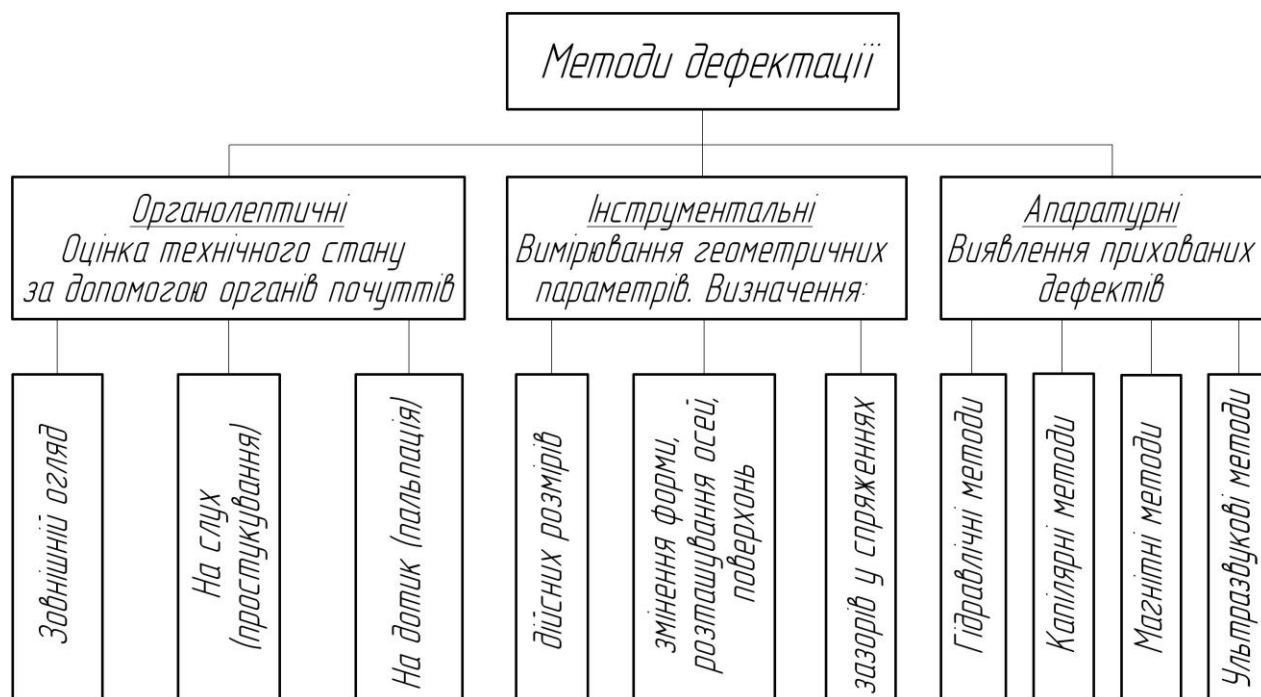 Методи дефектації
Органолептичні
Оцінка технічного стану
за допомогою органів почуттів
Інструментальні
Вимірювання геометричних
параметрів. Визначення:
Апаратурні
Виявлення прихованих
дефектів
Зовнішній огляд
На слух
(простукування)
На дотик (пальпація)
дійсних розмірів
змінення форми,
розташування осей,
поверхонь
зазорів у спряженнях
Гідравлічні методи
Капілярні методи
Магнітні методи
Ультразвукові методи